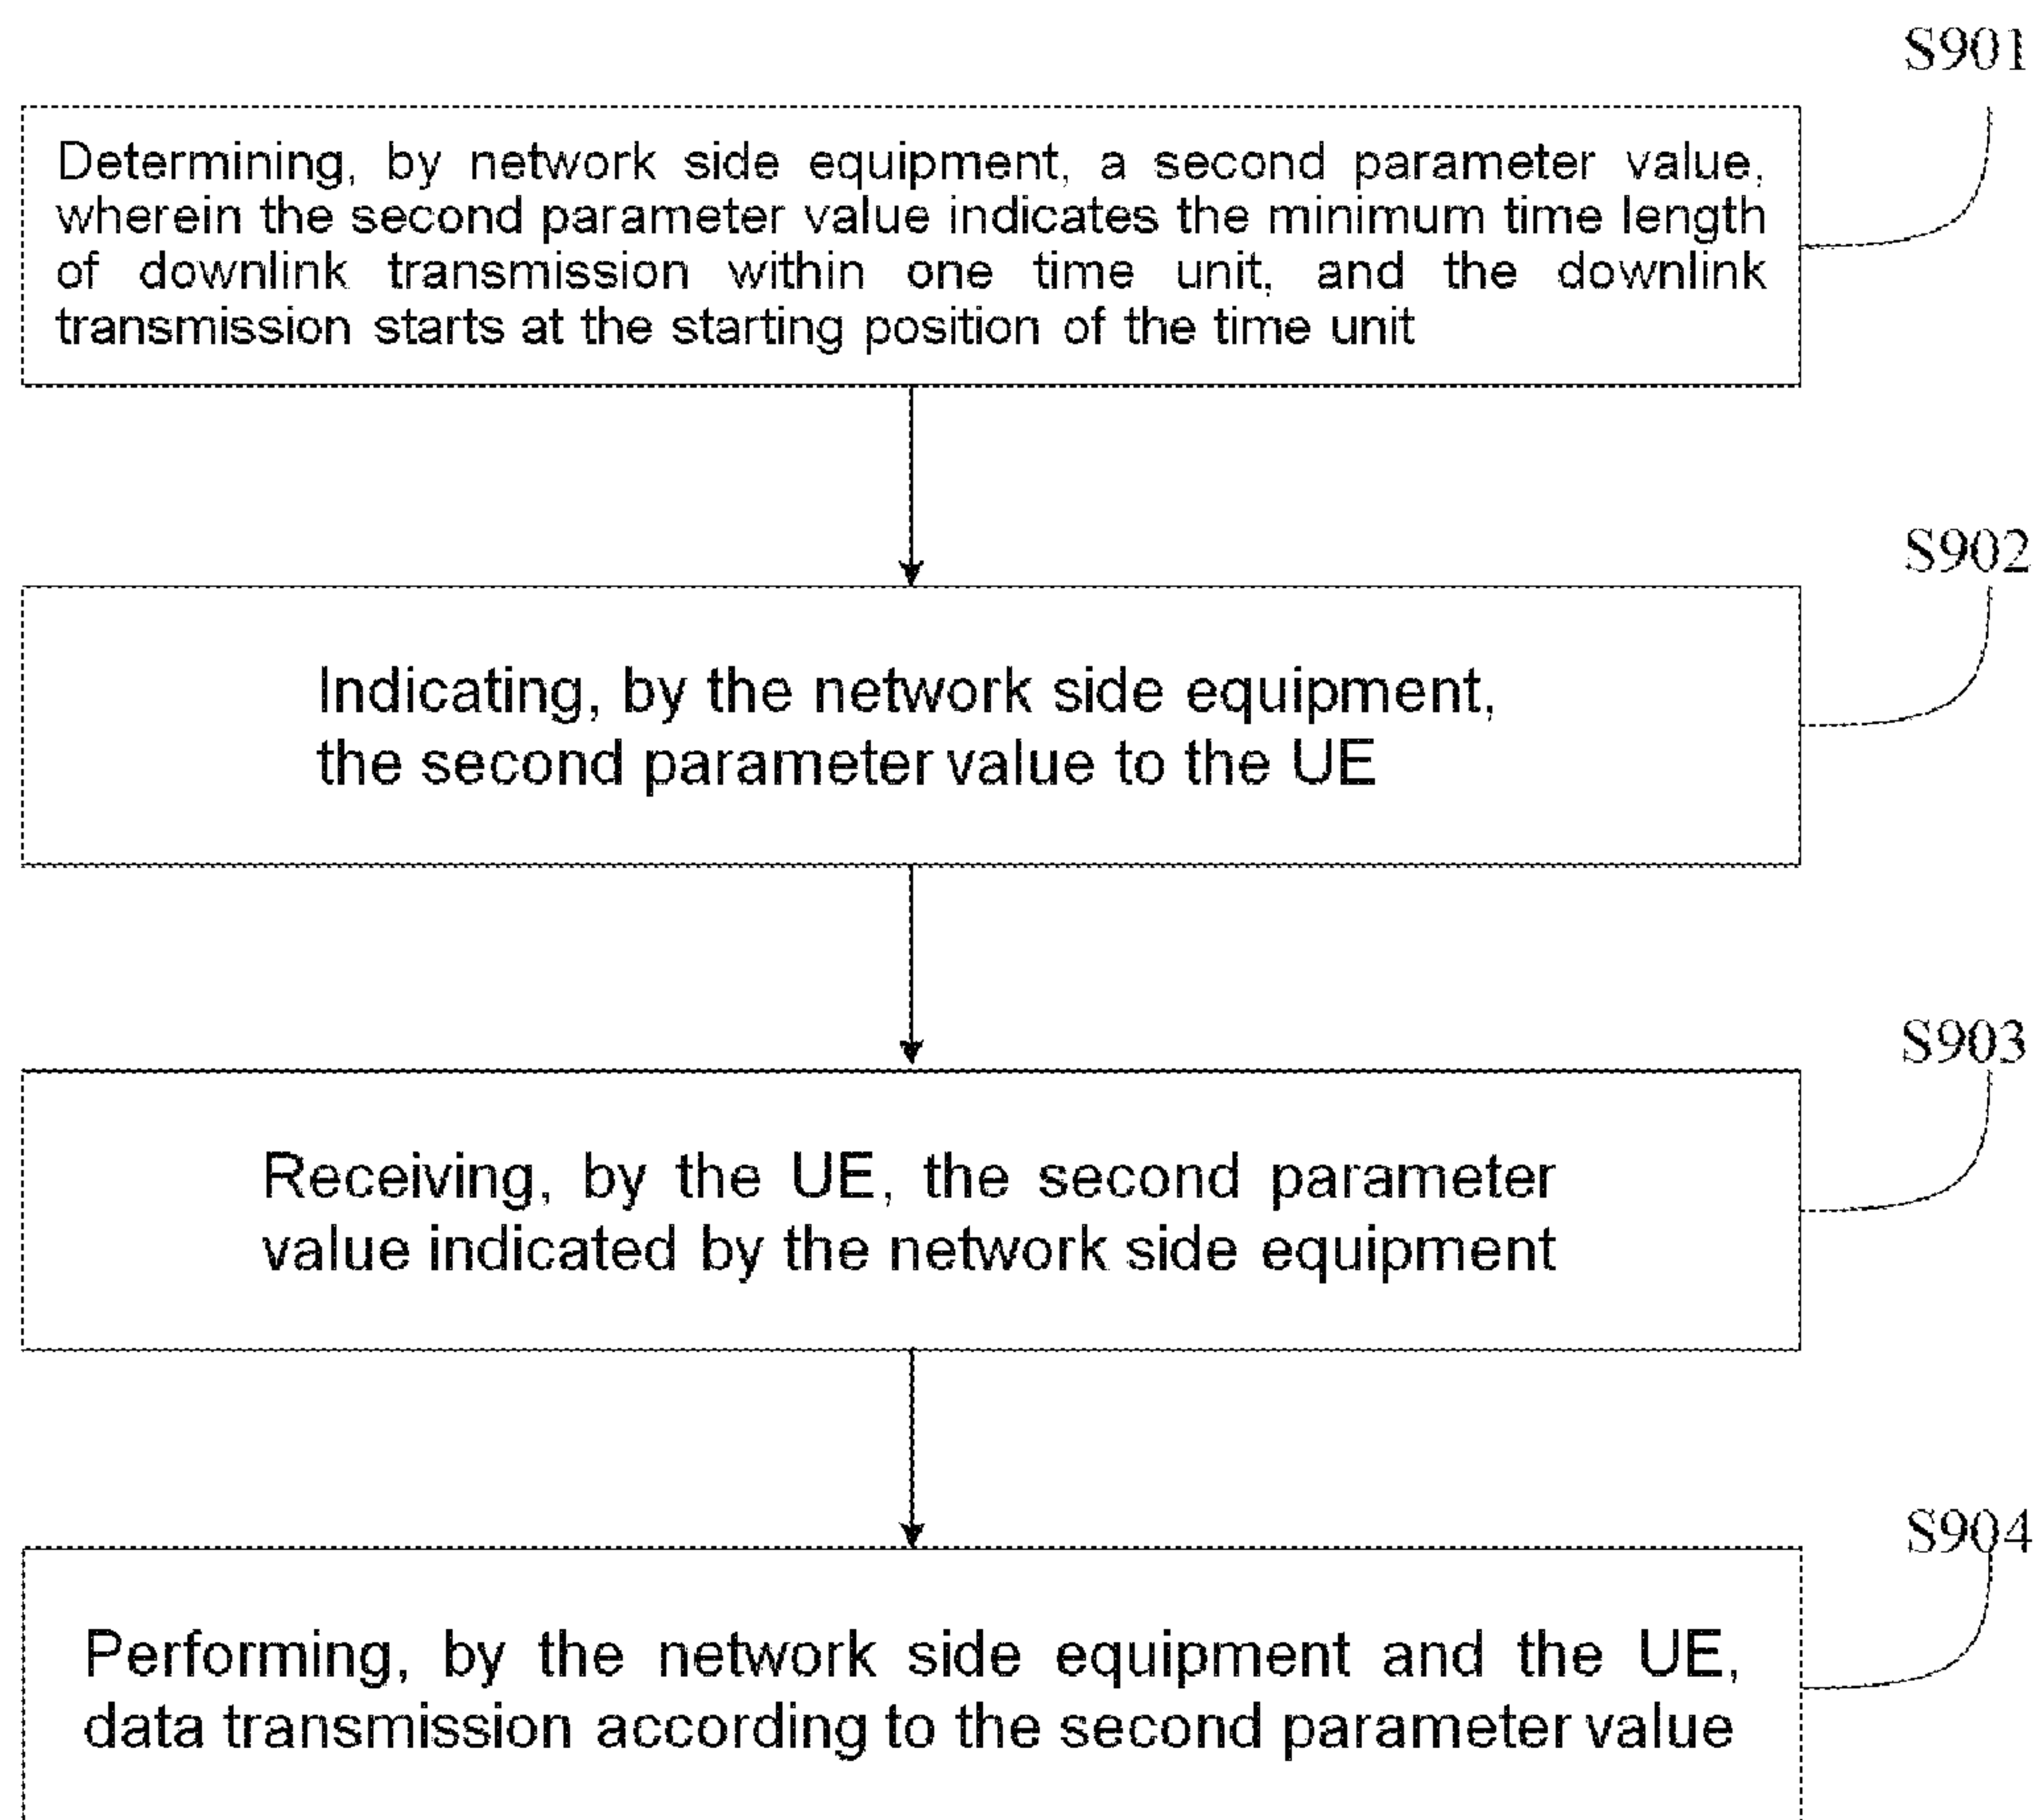 S901
Determining, by network side equipment, a second parameter value,
wherein the second parameter value indicates the minimum time length
of downlink transmission within one time unit, and the downlink
transmission starts at the starting position of the time unit
S902
Indicating, by the network side equipment,
the second parameter value to the UE
S903
Receiving, by the UE, the second parameter
value indicated by the network side equipment
S904
Performing, by the network side equipment and the UE,
data transmission according to the second parameter value